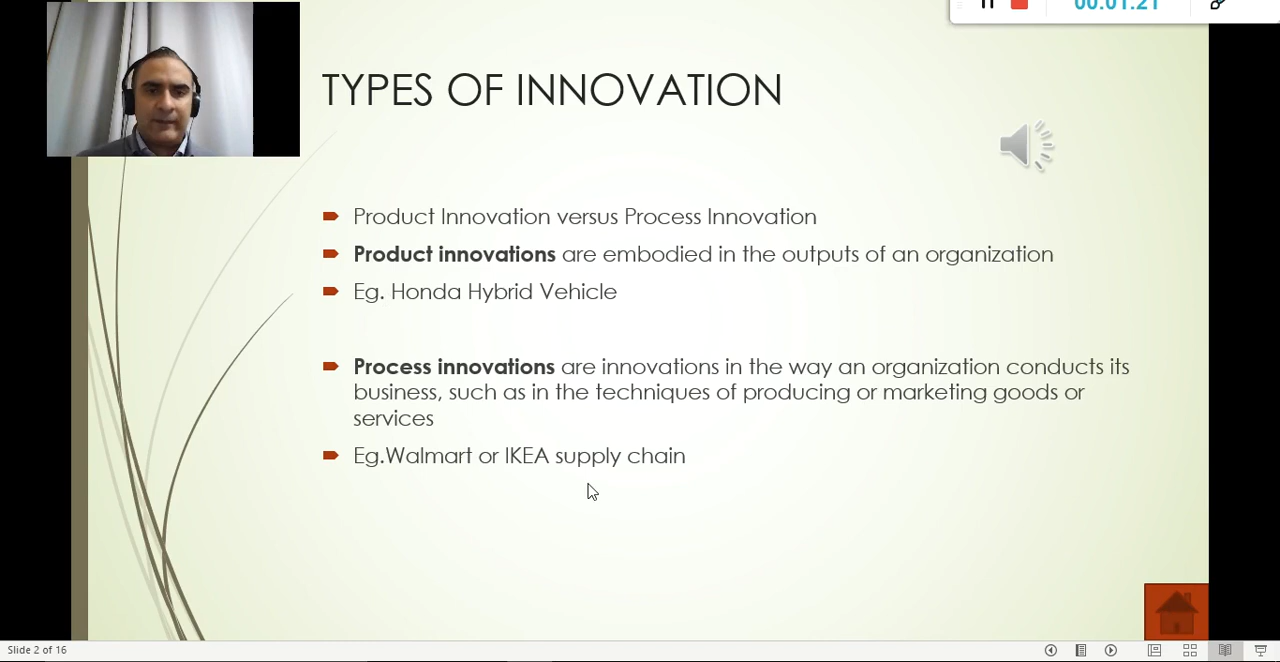 00:01:21
TYPES OF INNOVATION
Product Innovation versus Process Innovation
Product innovations are embodied in the outputs of an organization
Eg. Honda Hybrid Vehicle
Process innovations are innovations in the way an organization conducts its
business, such as in the techniques of producing or marketing goods or
services
Eg.Walmart or IKEA supply chain
Slide 2 of 16